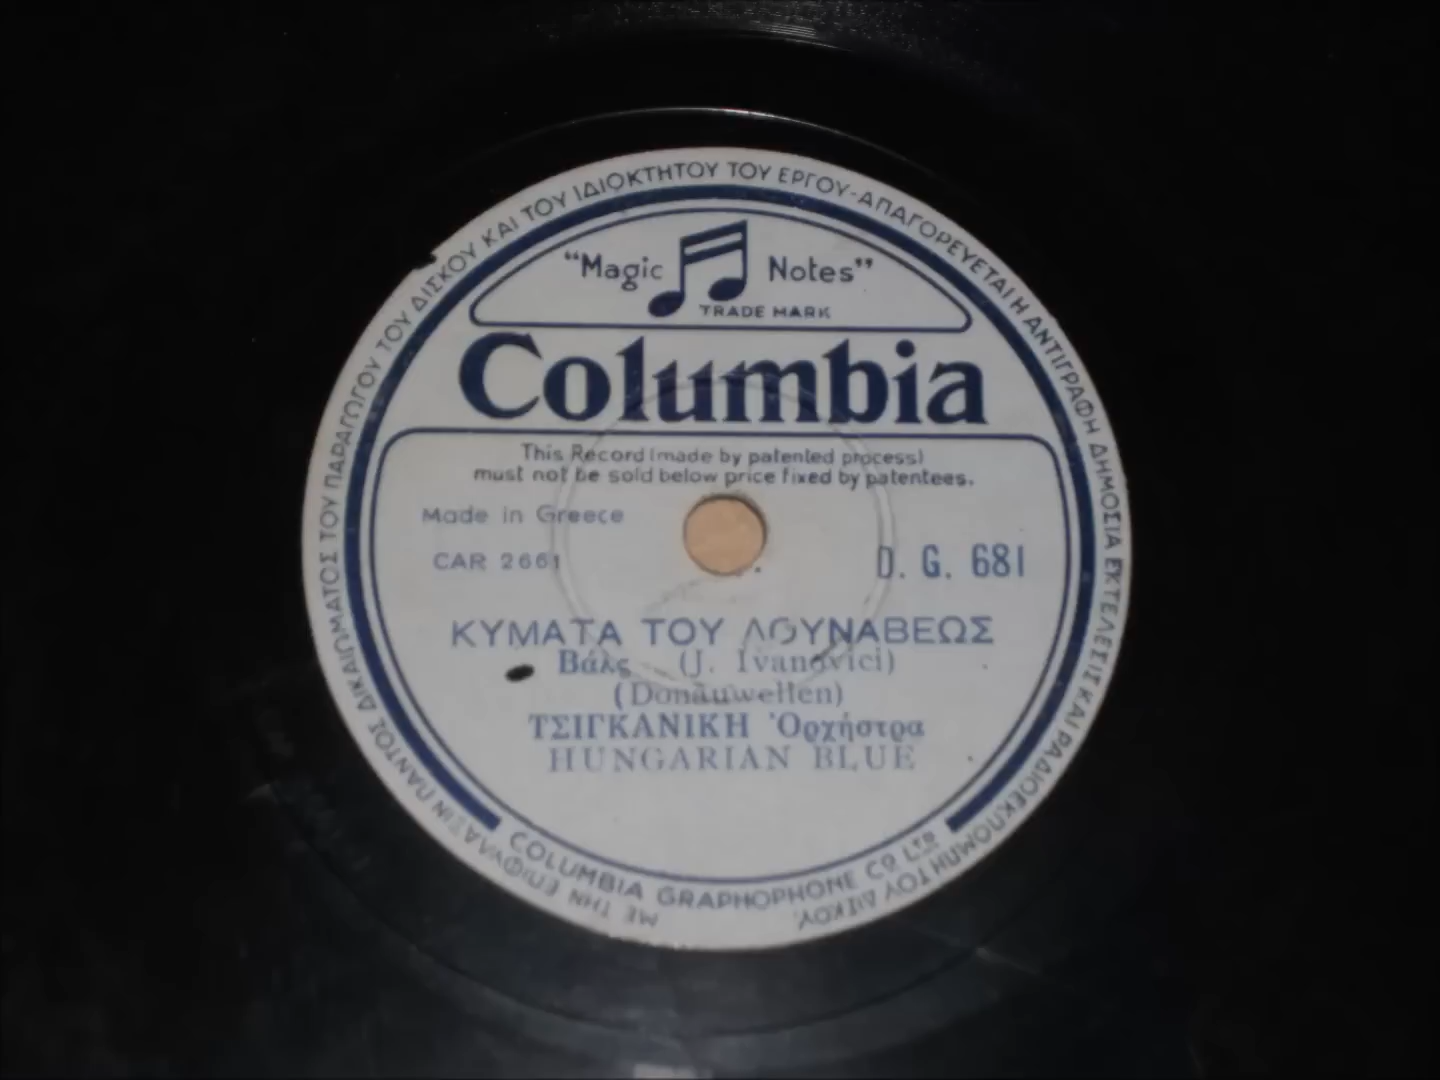 ΜΕ ΤΗΝ ΕΠΙΦΥΛΑΞΙΝ ΠΑΝΤΟΣ ΔΙΚΑΙΩΜΑΤΟΣ ΤΟΥ ΠΑΡΑΓΩΓΟΥ ΤΟΥ ΔΙΣΚΟΥ ΚΑΙ ΤΟΥ ΙΔΙΟΚΤΗΤΟΥ ΤΟΥ ΕΡΓΟΥ-ΑΠΑΓΟΡΕΥΕΤΑΙ Η ΑΝΤΙΓΡΑΦΗ ΔΗΜΟΣΙΑ ΕΚΤΕΛΕΣΙΣ ΚΑΙ ΡΑΔΙΟΕΚΠΟΜΠΗ ΤΟΥ ΔΙΣΚΟΥ.
"Magic Notes"
TRADE MARK
Columbia
This Record (made by patented process)
must not be sold below price fixed by patentees.
Made in Greece
CAR 2661
D. G. 681
ΚΥΜΑΤΑ ΤΟΥ ΔΟΥΝΑΒΕΩΣ
Βάλς (J. Ivanovici)
(Donauwellen)
ΤΣΙΓΚΑΝΙΚΗ Ὀρχήστρα
HUNGARIAN BLUE
COLUMBIA GRAPHOPHONE CO LTD